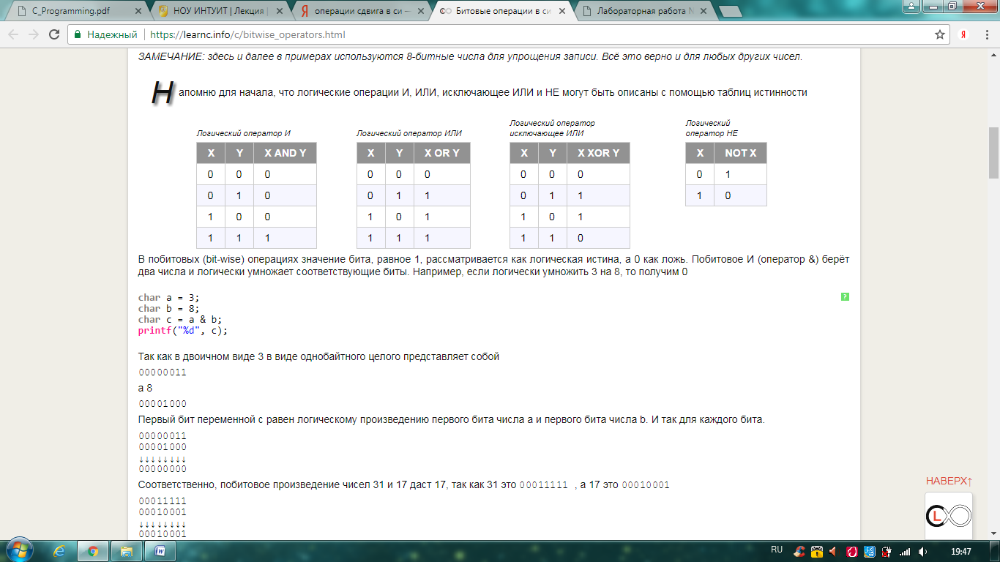 C_Programming.pdf
НОУ ИНТУИТ | Лекция |
операции сдвига в си —
Битовые операции в си
Лабораторная работа N
Надежный
https://learnc.info/c/bitwise_operators.html
ЗАМЕЧАНИЕ: здесь и далее в примерах используются 8-битные числа для упрощения записи. Всё это верно и для любых других чисел.
Напомню для начала, что логические операции И, ИЛИ, исключающее ИЛИ и НЕ могут быть описаны с помощью таблиц истинности
Логический оператор И
X Y X AND Y
0 0 0
0 1 0
1 0 0
1 1 1
Логический оператор ИЛИ
X Y X OR Y
0 0 0
0 1 1
1 0 1
1 1 1
Логический оператор
исключающее ИЛИ
X Y X XOR Y
0 0 0
0 1 1
1 0 1
1 1 0
Логический
оператор НЕ
X NOT X
0 1
1 0
В побитовых (bit-wise) операциях значение бита, равное 1, рассматривается как логическая истина, а 0 как ложь. Побитовое И (оператор &) берёт
два числа и логически умножает соответствующие биты. Например, если логически умножить 3 на 8, то получим 0
char a = 3;
char b = 8;
char c = a & b;
printf("%d", c);
?
Так как в двоичном виде 3 в виде однобайтного целого представляет собой
00000011
а 8
00001000
Первый бит переменной c равен логическому произведению первого бита числа a и первого бита числа b. И так для каждого бита.
00000011
00001000
↓↓↓↓↓↓↓↓
00000000
Соответственно, побитовое произведение чисел 31 и 17 даст 17, так как 31 это 00011111 , а 17 это 00010001
00011111
00010001
↓↓↓↓↓↓↓↓
00010001
НАВЕРХ↑
L
RU
19:47